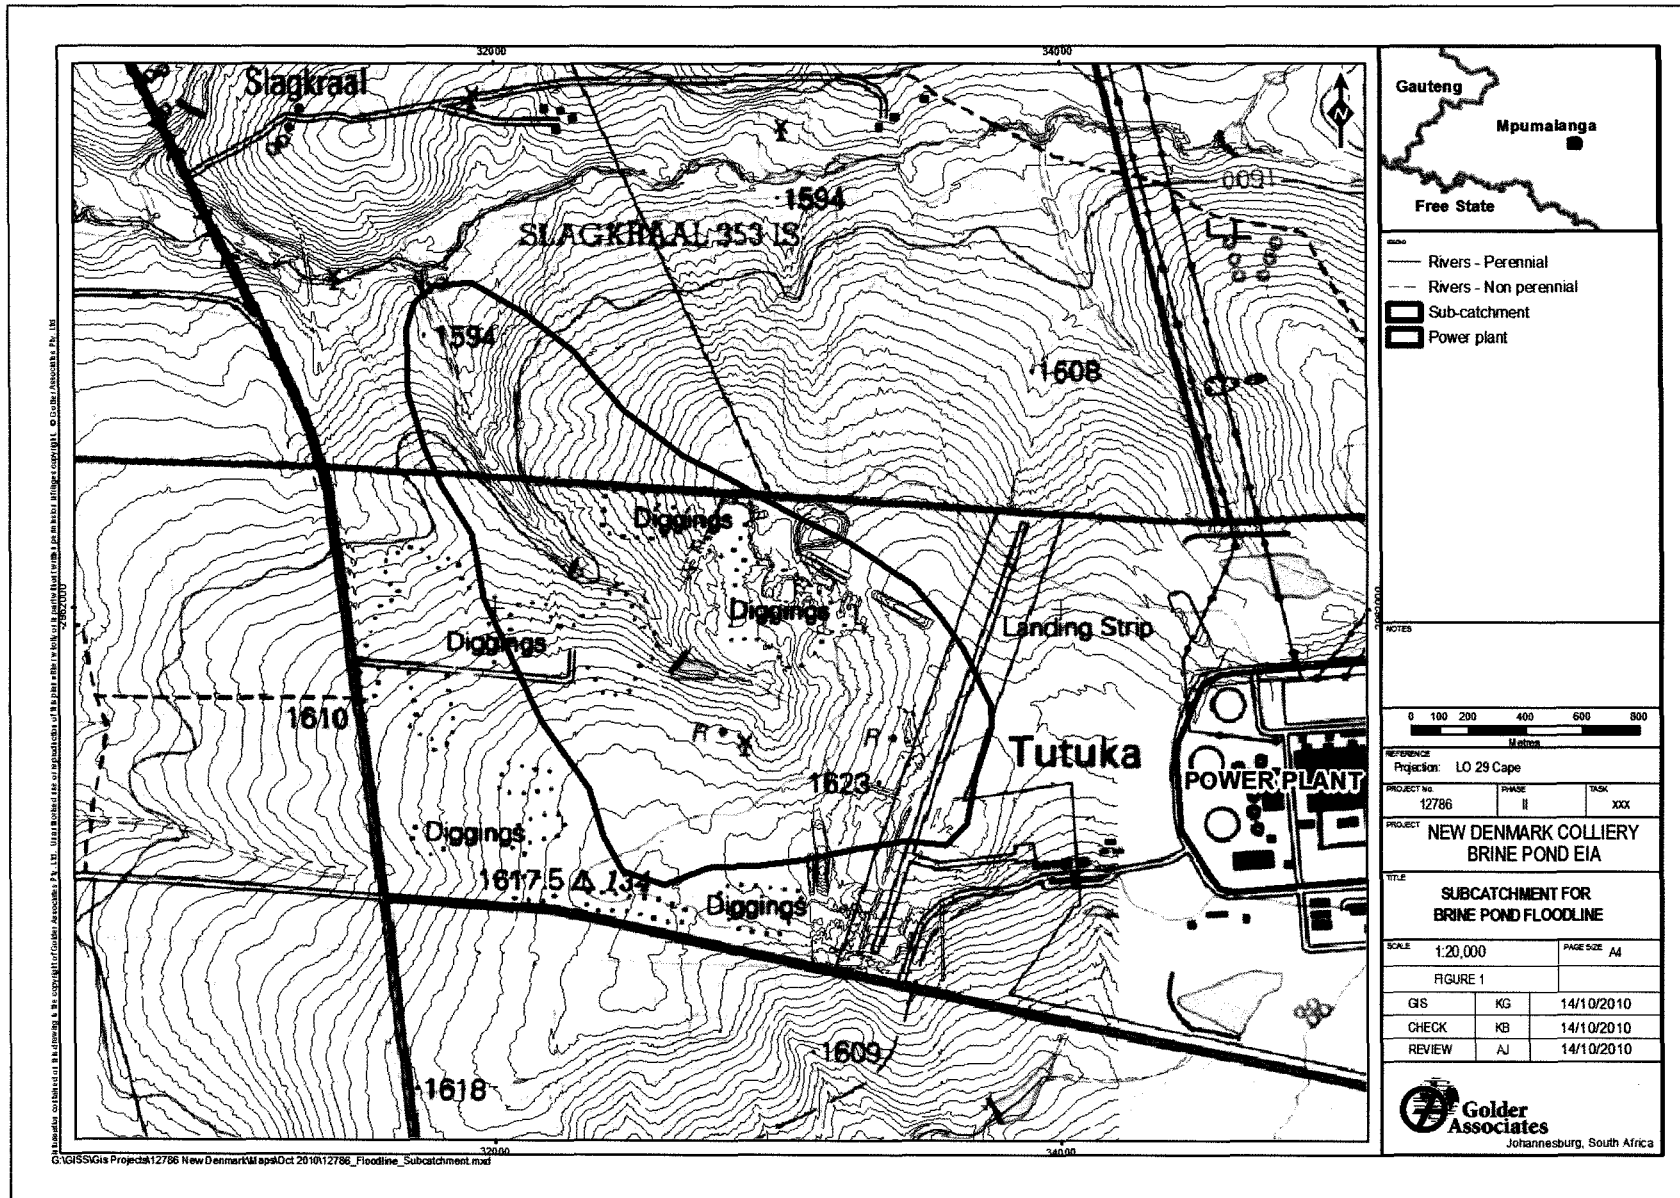 32000
34000
Slagkraal
1594
1600
SLAGKRAAL 353 IS
1594
1608
Diggings
Diggings
Landing Strip
Diggings
1610
R
R
Tutuka
1623
POWER PLANT
Diggings
1617.5 134
Diggings
1609
1618
32000
34000
-2962000
G:\GISS\Gis Projects\12786 New Denmark\Maps\Oct 2010\12786_Floodline_Subcatchment.mxd
N
Gauteng
Mpumalanga
Free State
Rivers - Perennial
Rivers - Non perennial
Sub-catchment
Power plant
NOTES
0 100 200 400 600 800
Metres
REFERENCE
Projection: LO 29 Cape
PROJECT No. 12786 PHASE II TASK xxx
PROJECT NEW DENMARK COLLIERY
BRINE POND EIA
TITLE
SUBCATCHMENT FOR
BRINE POND FLOODLINE
SCALE 1:20,000 PAGE SIZE A4
FIGURE 1
GIS KG 14/10/2010
CHECK KB 14/10/2010
REVIEW AJ 14/10/2010
Golder
Associates
Johannesburg, South Africa